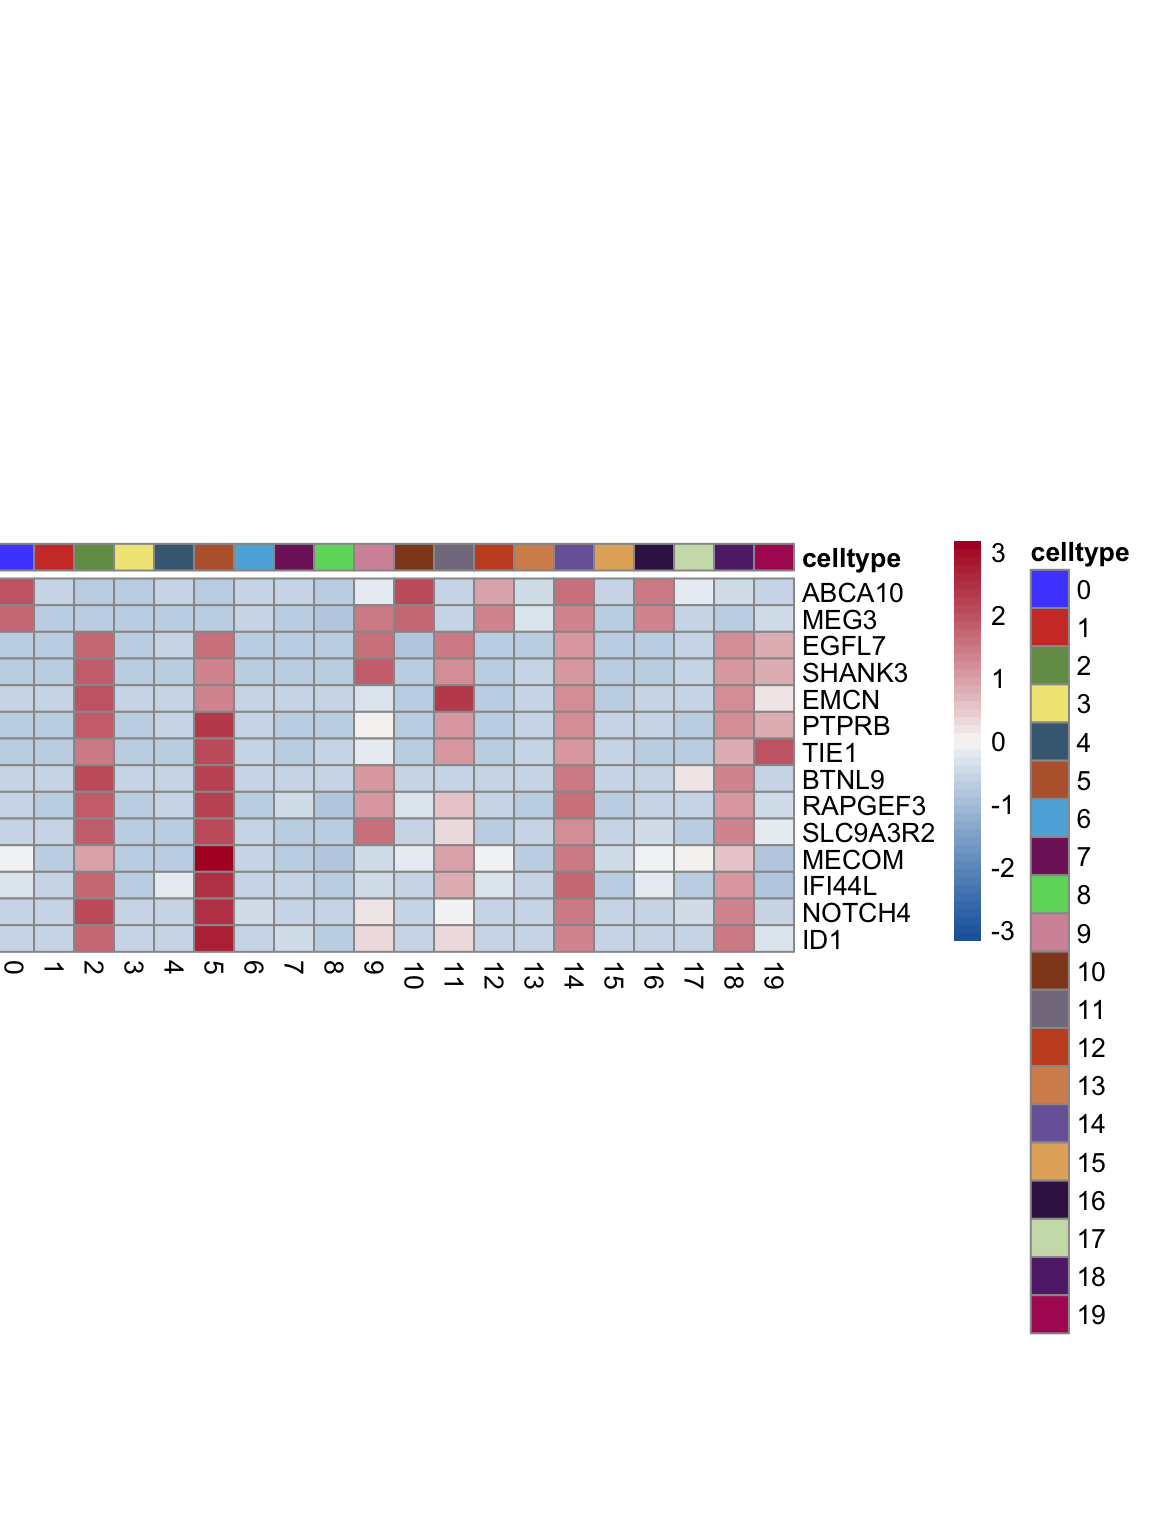 celltype
ABCA10
MEG3
EGFL7
SHANK3
EMCN
PTPRB
TIE1
BTNL9
RAPGEF3
SLC9A3R2
MECOM
IFI44L
NOTCH4
ID1
0 1 2 3 4 5 6 7 8 9 10 11 12 13 14 15 16 17 18 19
3
2
1
0
-1
-2
-3
celltype
0
1
2
3
4
5
6
7
8
9
10
11
12
13
14
15
16
17
18
19